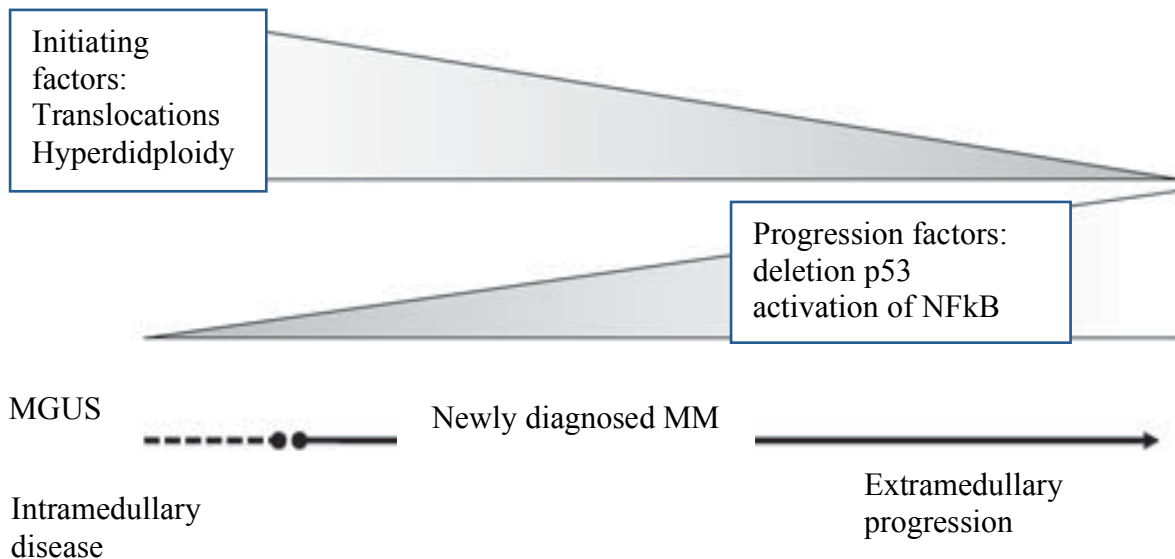 Initiating
factors:
Translocations
Hyperdidploidy
Progression factors:
deletion p53
activation of NFkB
MGUS
Newly diagnosed MM
Intramedullary
disease
Extramedullary
progression